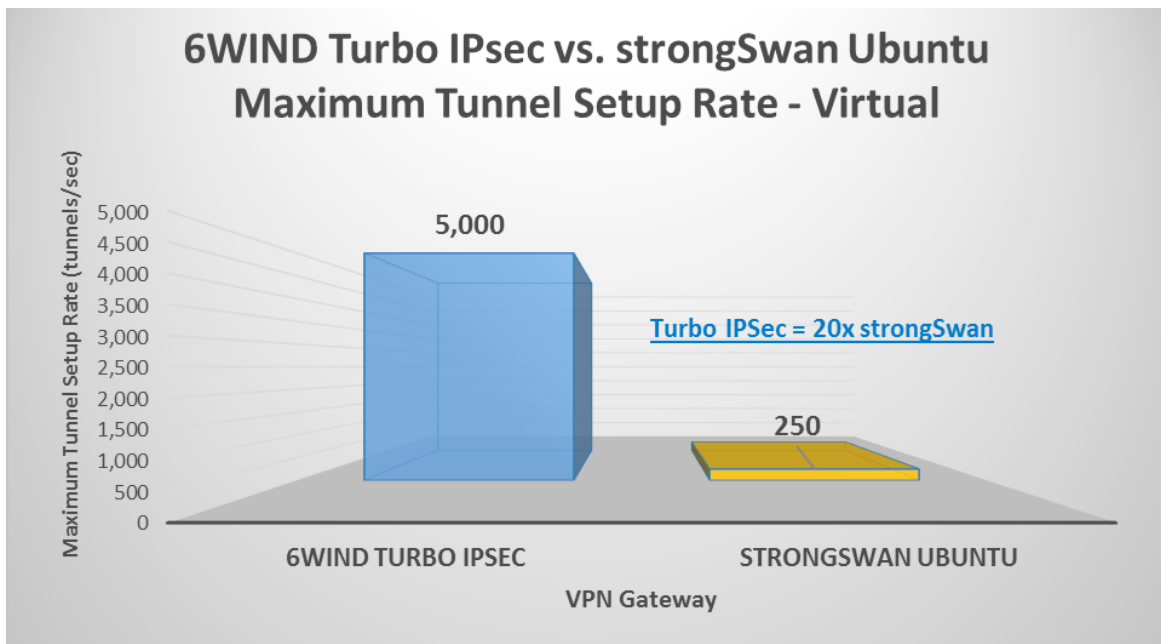 6WIND Turbo IPsec vs. strongSwan Ubuntu
Maximum Tunnel Setup Rate - Virtual
Maximum Tunnel Setup Rate (tunnels/sec)
5,000
4,500
4,000
3,500
3,000
2,500
2,000
1,500
1,000
500
0
5,000
Turbo IPSec = 20x strongSwan
250
6WIND TURBO IPSEC
STRONGSWAN UBUNTU
VPN Gateway